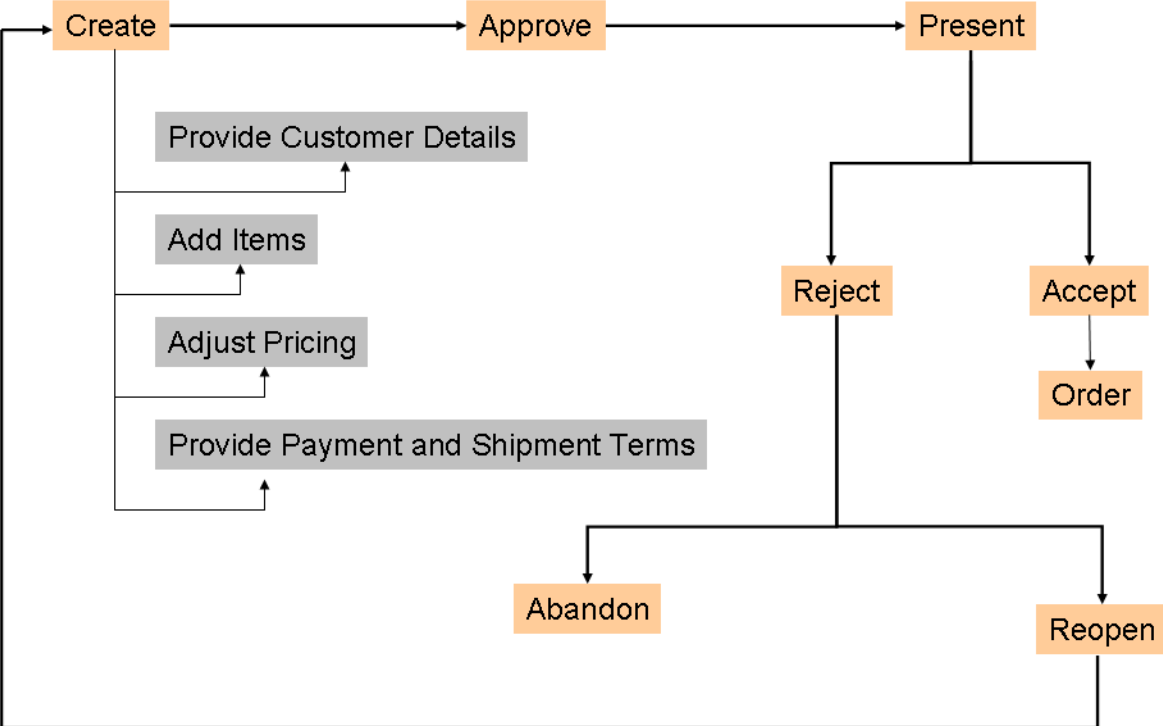 Create
Approve
Present
Provide Customer Details
Add Items
Adjust Pricing
Provide Payment and Shipment Terms
Reject
Accept
Order
Abandon
Reopen